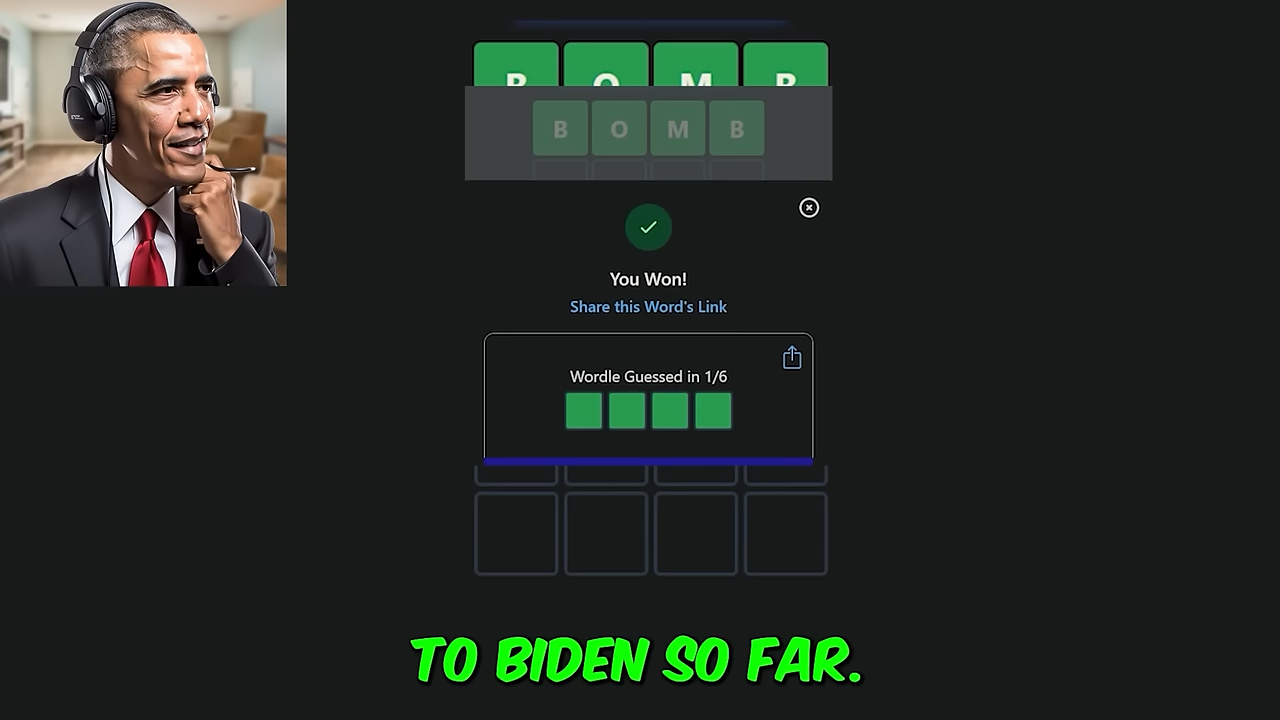 B O M B
B O M B
You Won!
Share this Word's Link
Wordle Guessed in 1/6
TO BIDEN SO FAR.